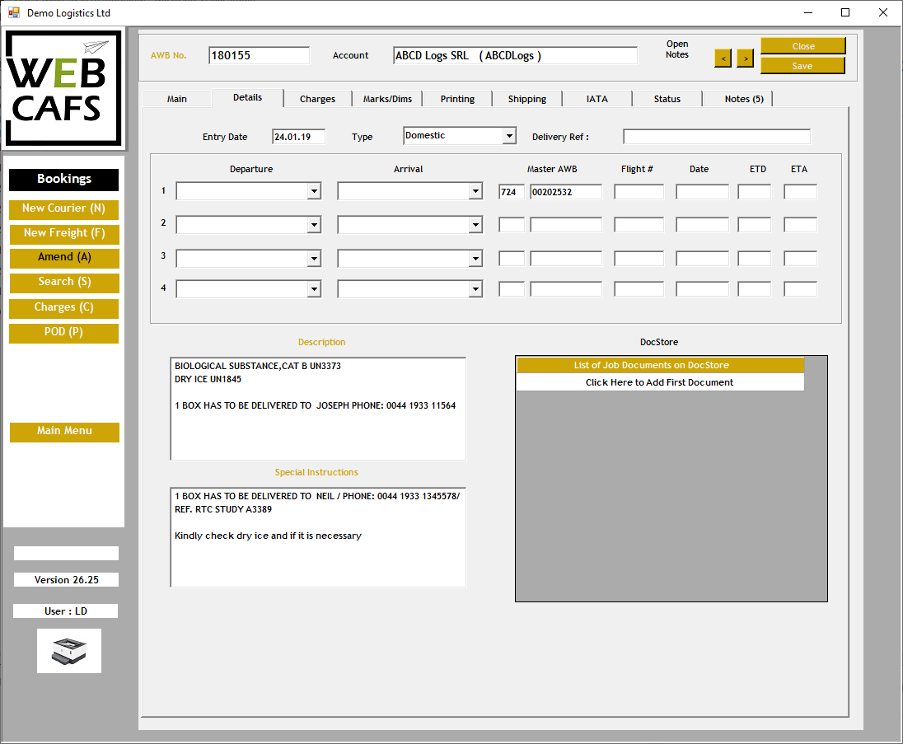 Demo Logistics Ltd
WEB
CAFS
AWB No. 180155 Account ABCD Logs SRL ( ABCDLogs ) Open Notes < > Close
Save
Main Details Charges Marks/Dims Printing Shipping IATA Status Notes (5)
Entry Date 24.01.19 Type Domestic Delivery Ref :
Departure Arrival Master AWB Flight # Date ETD ETA
1 724 00202532
2
3
4
Bookings
New Courier (N)
New Freight (F)
Amend (A)
Search (S)
Charges (C)
POD (P)
Main Menu
Version 26.25
User : LD
Description
BIOLOGICAL SUBSTANCE,CAT B UN3373
DRY ICE UN1845
1 BOX HAS TO BE DELIVERED TO JOSEPH PHONE: 0044 1933 11564
Special Instructions
1 BOX HAS TO BE DELIVERED TO NEIL / PHONE: 0044 1933 1345578/
REF. RTC STUDY A3389
Kindly check dry ice and if it is necessary
DocStore
List of Job Documents on DocStore
Click Here to Add First Document